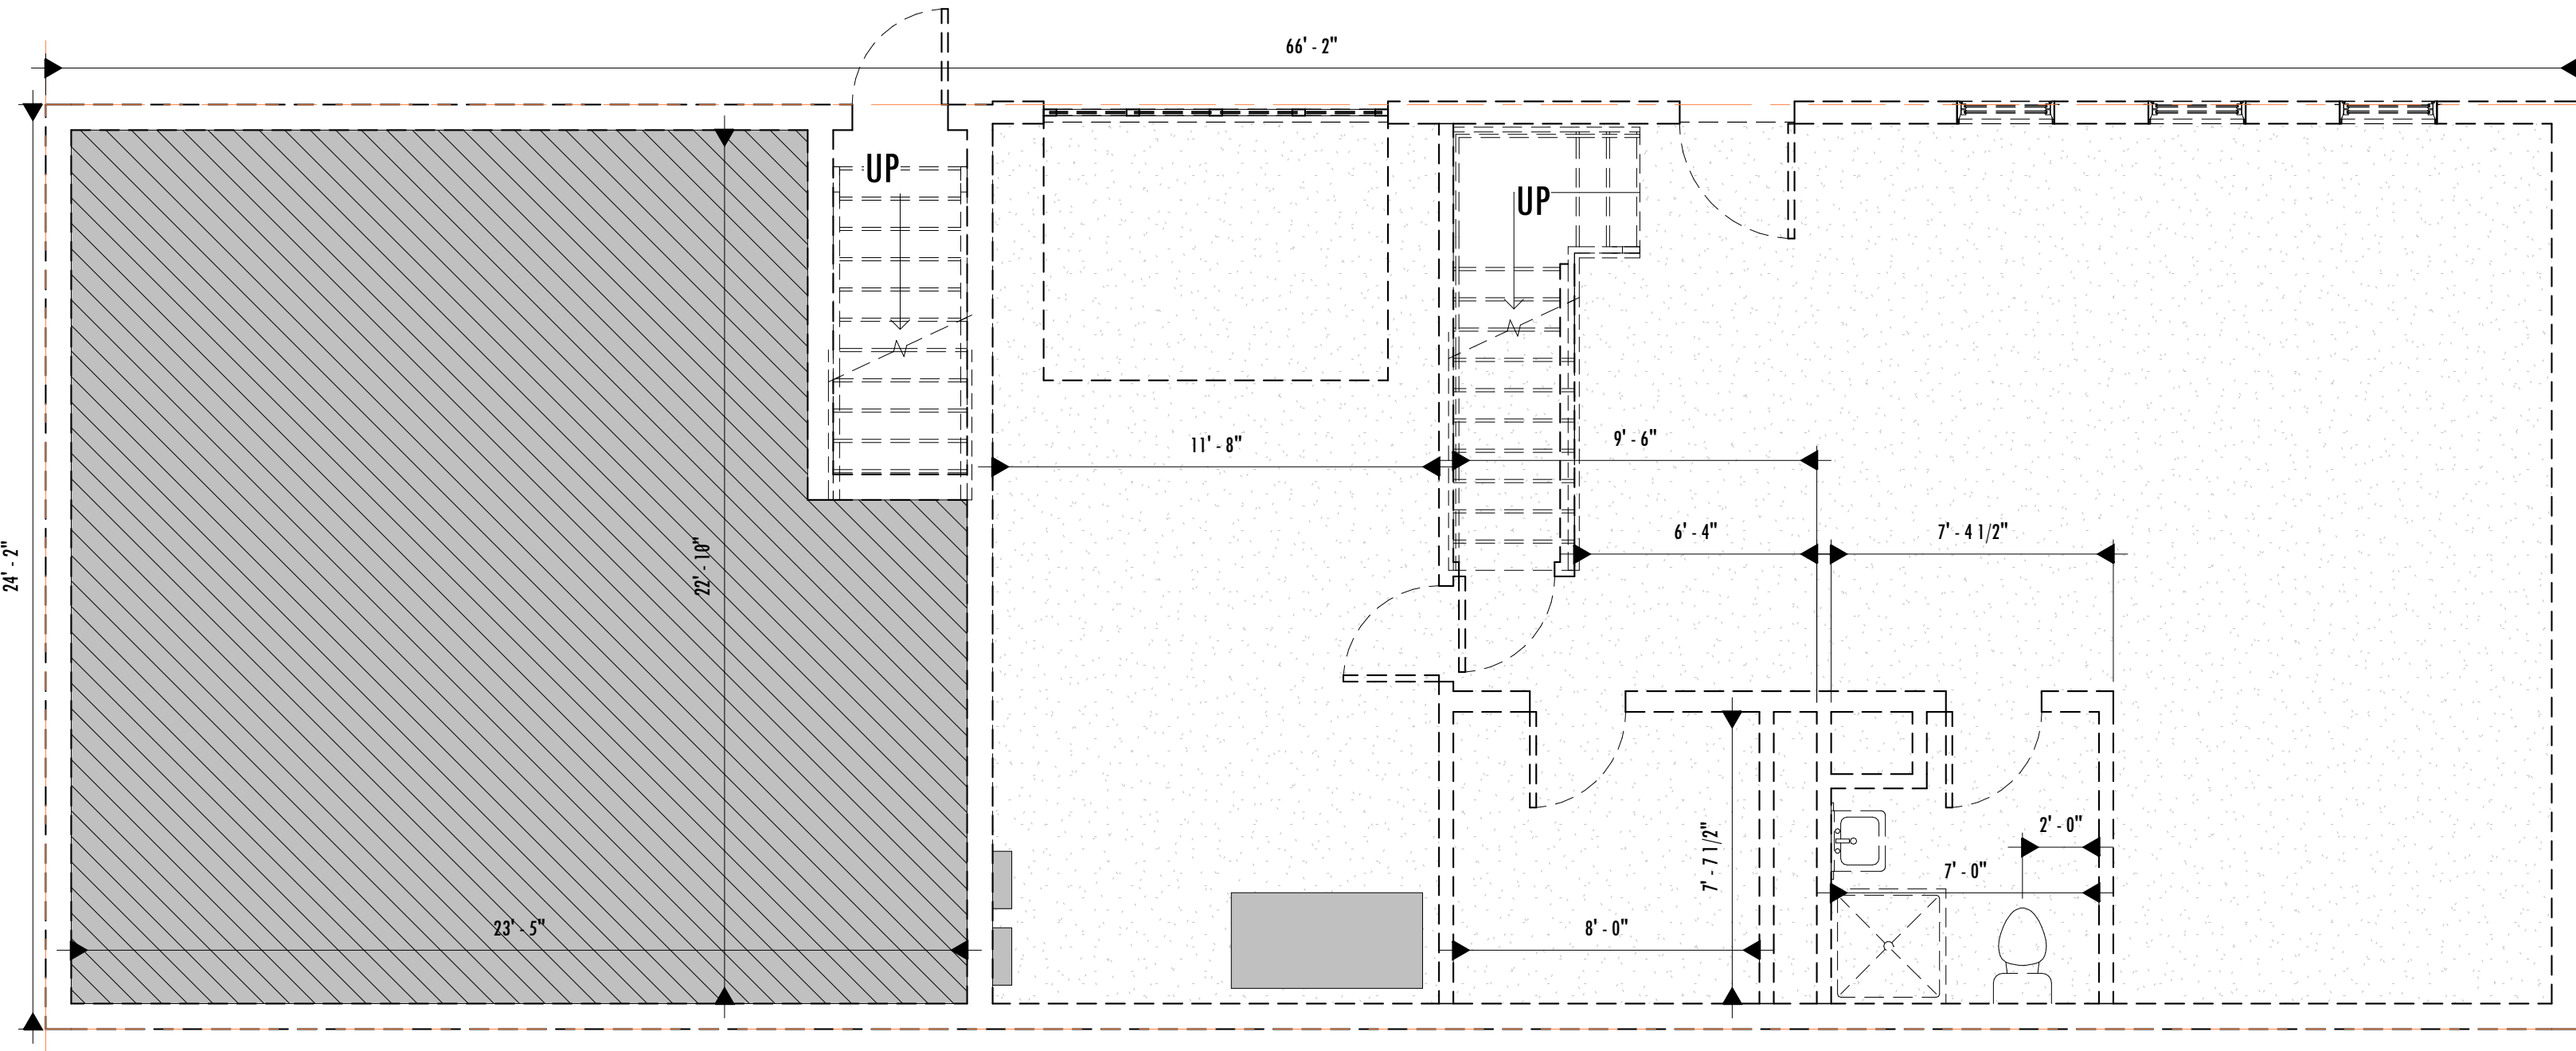 66' - 2"
UP
UP
11' - 8"
9' - 6"
6' - 4"
7' - 4 1/2"
24' - 2"
22' - 10"
2' - 0"
7' - 7 1/2"
7' - 0"
23' - 5"
8' - 0"